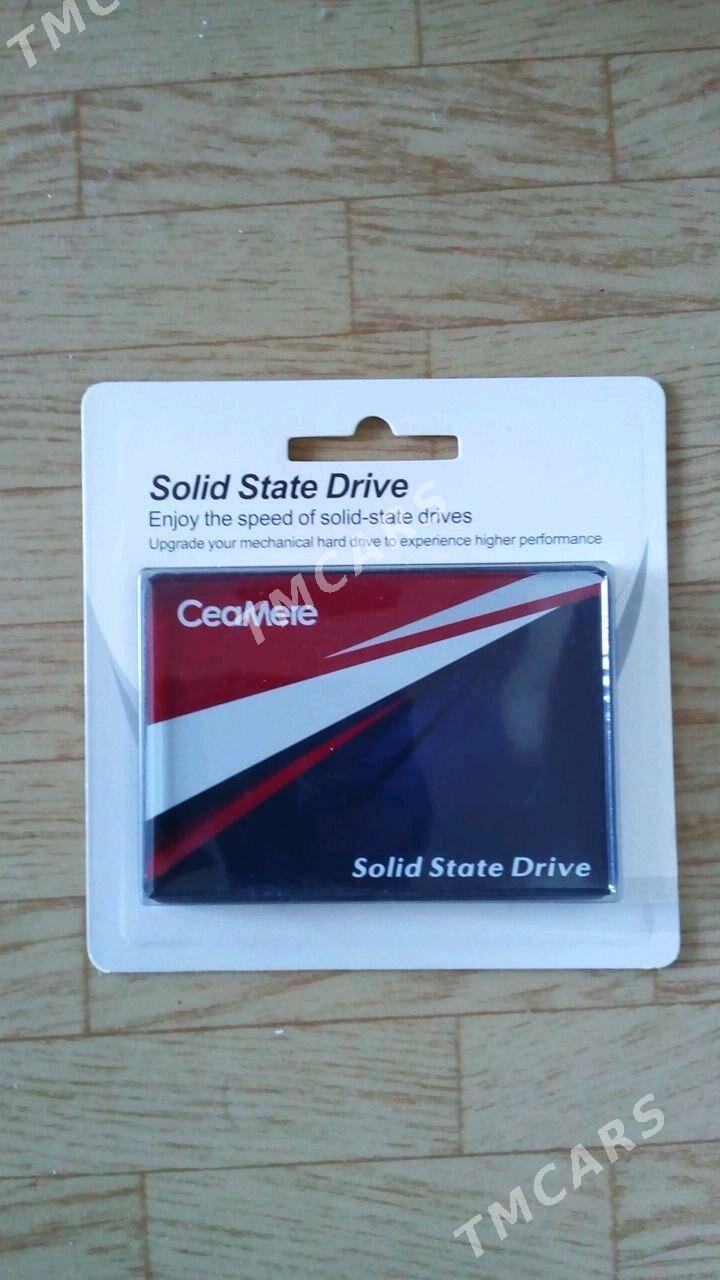 TMCARS
Solid State Drive
Enjoy the speed of solid-state drives
Upgrade your mechanical hard drive to experience higher performance
TMCARS
CeaMere
Solid State Drive
TMCARS